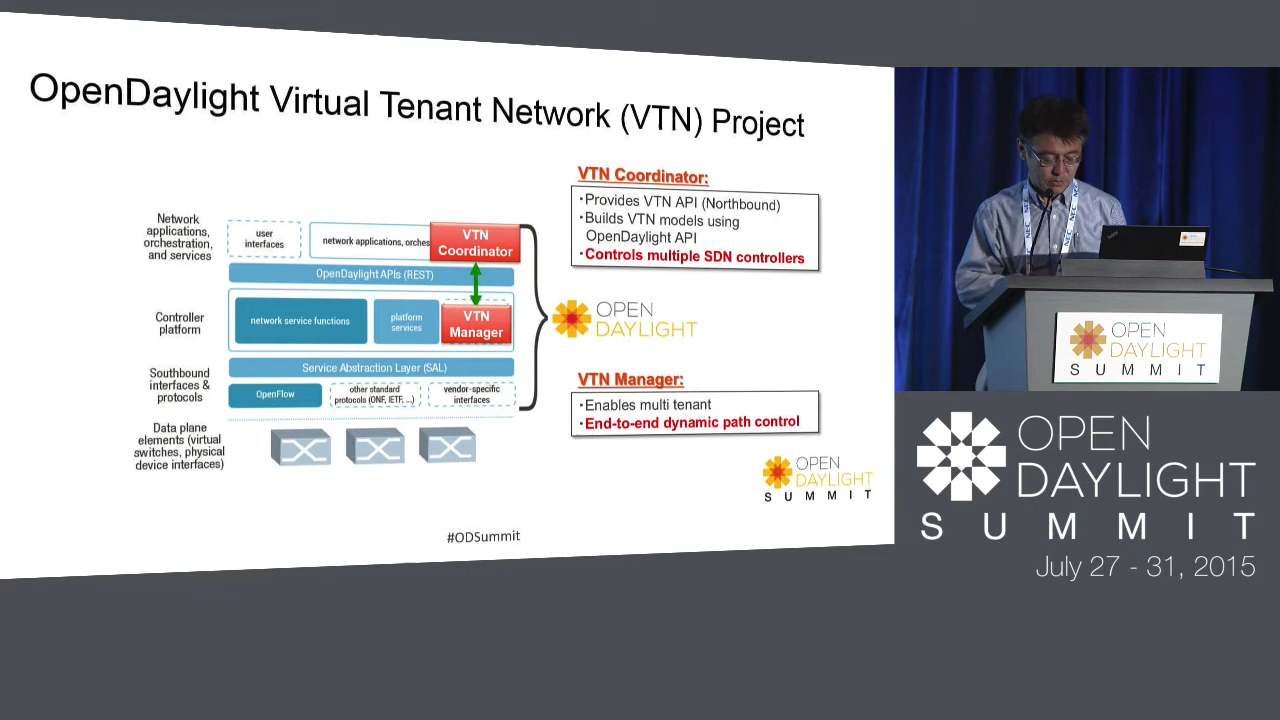 OpenDaylight Virtual Tenant Network (VTN) Project
Network
applications,
orchestration,
and services
user
interfaces
network applications, orches
VTN
Coordinator
OpenDaylight APIs (REST)
Controller
platform
network service functions
platform
services
VTN
Manager
Service Abstraction Layer (SAL)
Southbound
interfaces &
protocols
OpenFlow
other standard
protocols (ONF, IETF, ...)
vendor-specific
interfaces
Data plane
elements (virtual
switches, physical
device interfaces)
VTN Coordinator:
·Provides VTN API (Northbound)
·Builds VTN models using
OpenDaylight API
·Controls multiple SDN controllers
OPEN
DAYLIGHT
VTN Manager:
·Enables multi tenant
·End-to-end dynamic path control
OPEN
DAYLIGHT
SUMMIT
#ODSummit
NEC
NEC
OPEN
DAYLIGHT
SUMMIT
OPEN
DAYLIGHT
SUMMIT
July 27 - 31, 2015